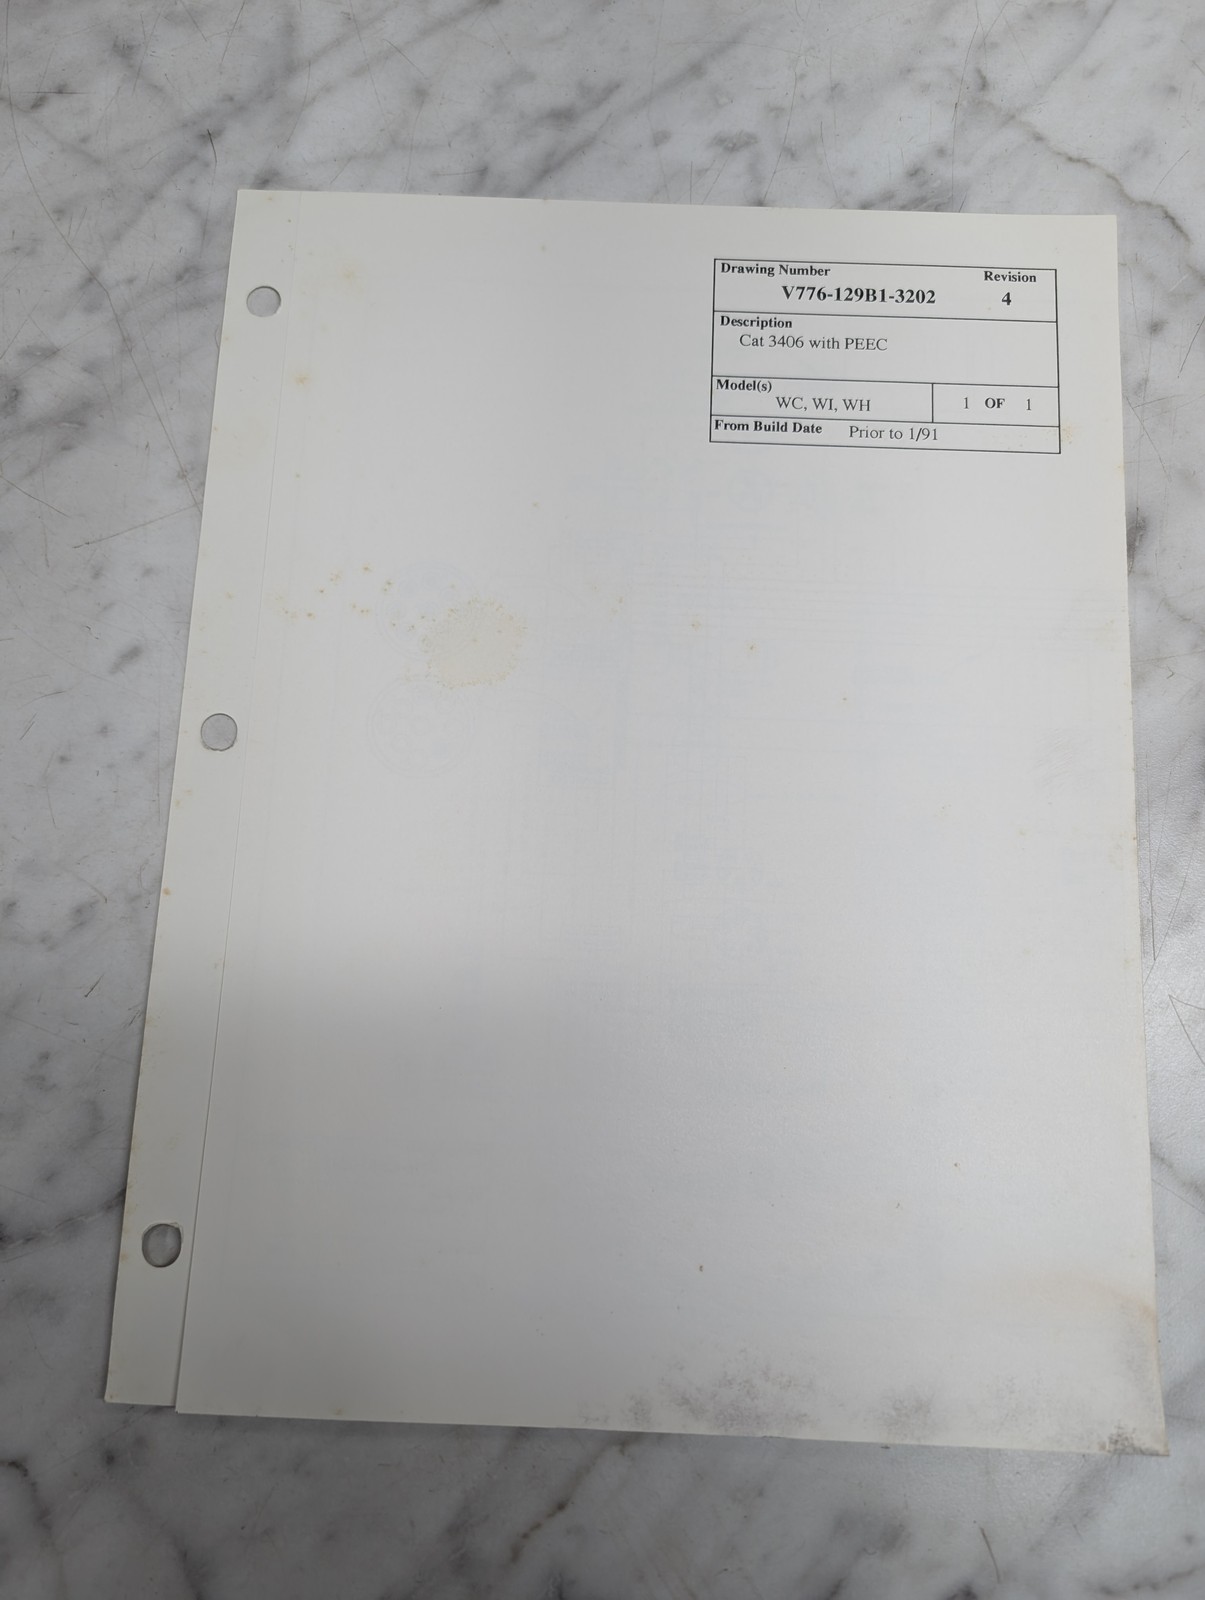 Drawing Number Revision
V776-129B1-3202 4
Description
Cat 3406 with PEEC
Model(s)
WC, WI, WH 1 OF 1
From Build Date Prior to 1/91